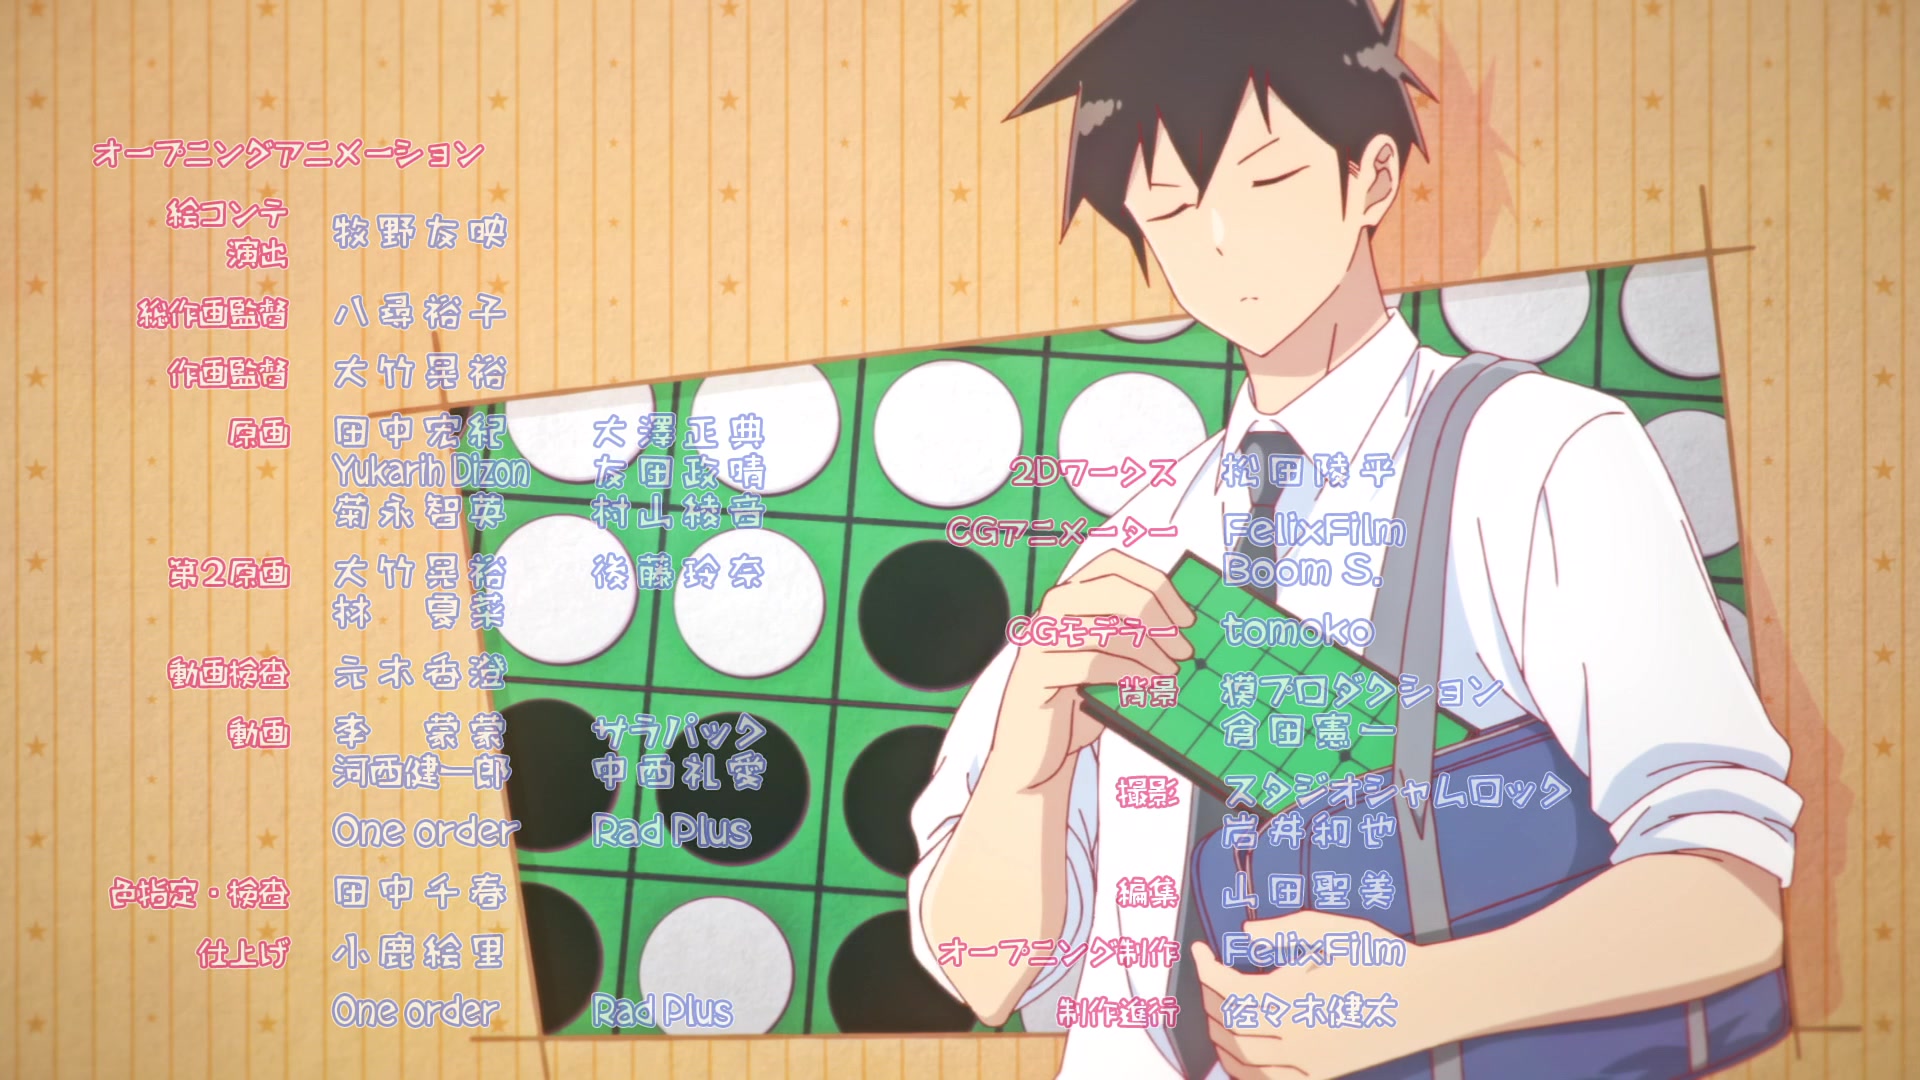 オープニングアニメーション
絵コンテ
演出
牧野友映
総作画監督 八尋裕子
作画監督 大竹晃裕
原画 田中宏紀 大澤正典
Yukarih Dizon 友田政晴
菊永智英 村山綾音
第2原画 大竹晃裕 後藤玲奈
林 夏菜
動画検査 元木香澄
動画 李 蒙蒙 サラパック
河西健一郎 中西礼愛
One order Rad Plus
色指定・検査 田中千春
仕上げ 小鹿絵里
One order Rad Plus
2Dワークス 松田陵平
CGアニメーター FelixFilm
Boom S.
CGモデラー tomoko
背景 獏プロダクション
倉田憲一
撮影 スタジオシャムロック
岩井和也
編集 山田聖美
オープニング制作 FelixFilm
制作進行 佐々木健太